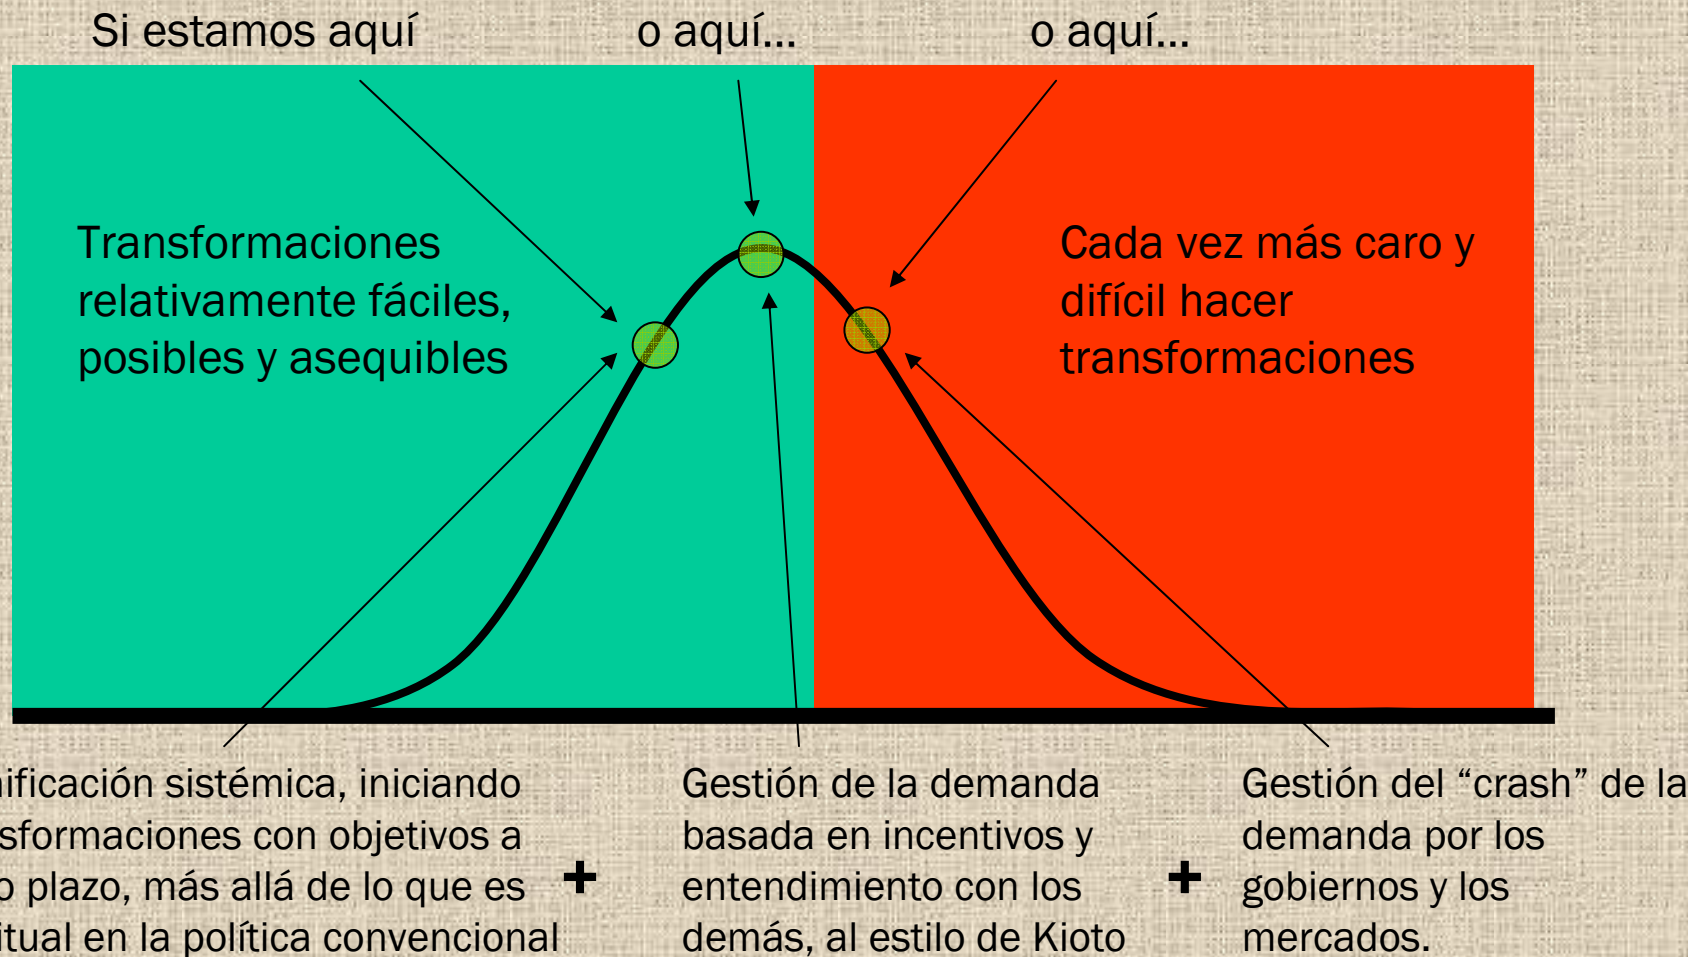 Si estamos aquí
o aquí...
o aquí...
Transformaciones
relativamente fáciles,
posibles y asequibles
Cada vez más caro y
difícil hacer
transformaciones
sistémica, iniciando
con objetivos a
plazo, más allá de lo que es
en la política convencional
+
Gestión de la demanda
basada en incentivos y
entendimiento con los
demás, al estilo de Kioto
+
Gestión del “crash” de la
demanda por los
gobiernos y los
mercados.